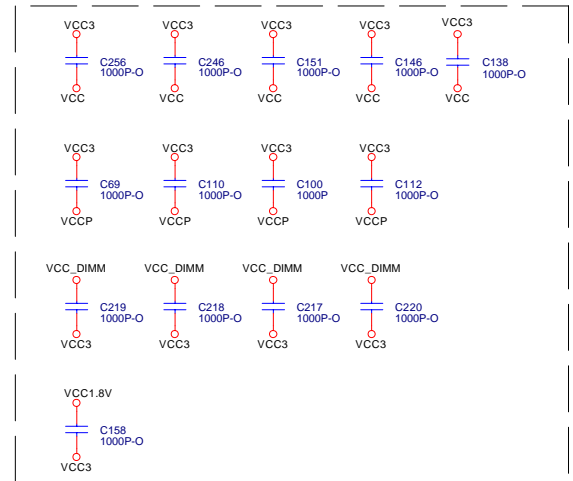 VCC3 VCC3 VCC3 VCC3 VCC3
C256 C246 C151 C146 C138
1000P-O 1000P-O 1000P-O 1000P-O 1000P-O
VCC VCC VCC VCC VCC
VCC3 VCC3 VCC3 VCC3
C69 C110 C100 C112
1000P-O 1000P-O 1000P 1000P-O
VCCP VCCP VCCP VCCP
VCC_DIMM VCC_DIMM VCC_DIMM VCC_DIMM
C219 C218 C217 C220
1000P-O 1000P-O 1000P-O 1000P-O
VCC3 VCC3 VCC3 VCC3
VCC1.8V
C158
1000P-O
VCC3